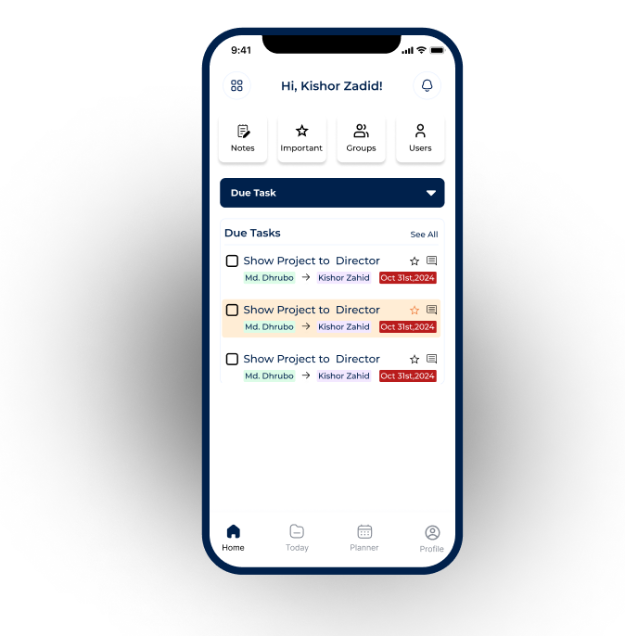 9:41
Hi, Kishor Zadid!
Notes Important Groups Users
Due Task
Due Tasks See All
Show Project to Director
Md. Dhrubo → Kishor Zahid Oct 31st,2024
Show Project to Director
Md. Dhrubo → Kishor Zahid Oct 31st,2024
Show Project to Director
Md. Dhrubo → Kishor Zahid Oct 31st,2024
Home Today Planner Profile